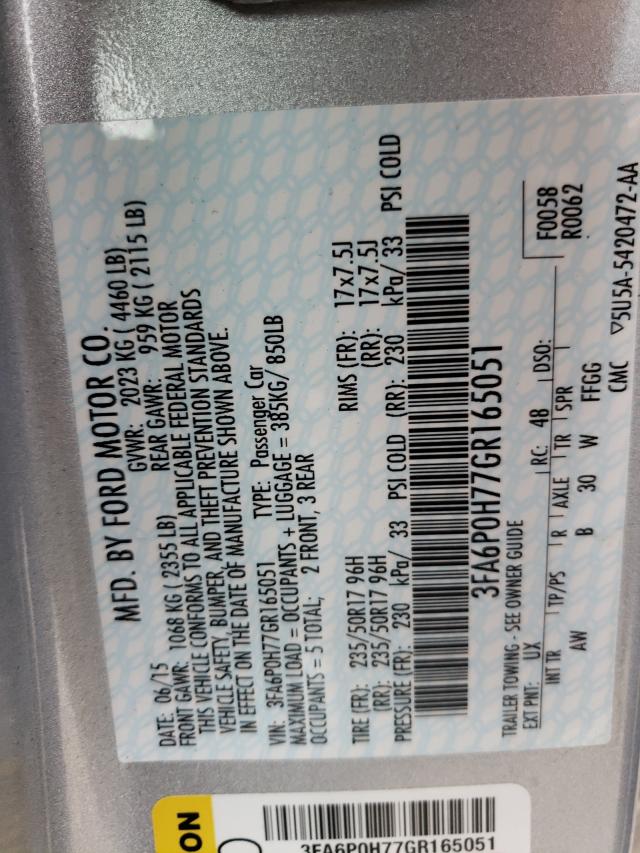 MFD. BY FORD MOTOR CO.
DATE: 06/15 GVWR: 2023 KG ( 4460 LB)
FRONT GAWR: 1068 KG ( 2355 LB) REAR GAWR: 959 KG ( 2115 LB)
THIS VEHICLE CONFORMS TO ALL APPLICABLE FEDERAL MOTOR
VEHICLE SAFETY, BUMPER, AND THEFT PREVENTION STANDARDS
IN EFFECT ON THE DATE OF MANUFACTURE SHOWN ABOVE.
VIN: 3FA6P0H77GR165051 TYPE: Passenger Car
MAXIMUM LOAD = OCCUPANTS + LUGGAGE = 385KG/ 850LB
OCCUPANTS = 5 TOTAL; 2 FRONT, 3 REAR
TIRE (FR): 235/50R17 96H RIMS (FR): 17x7.5J
(RR): 235/50R17 96H (RR): 17x7.5J
PRESSURE (FR): 230 kPa/ 33 PSI COLD (RR): 230 kPa/ 33 PSI COLD
3FA6P0H77GR165051
TRAILER TOWING - SEE OWNER GUIDE
F0058
R0062
EXT PNT: UX RC: 48 DSO:
INT TR TP/PS R AXLE TR SPR
AW B 30 W FFGG
CMC ▽5U5A-5420472-AA
ON
3FA6P0H77GR165051